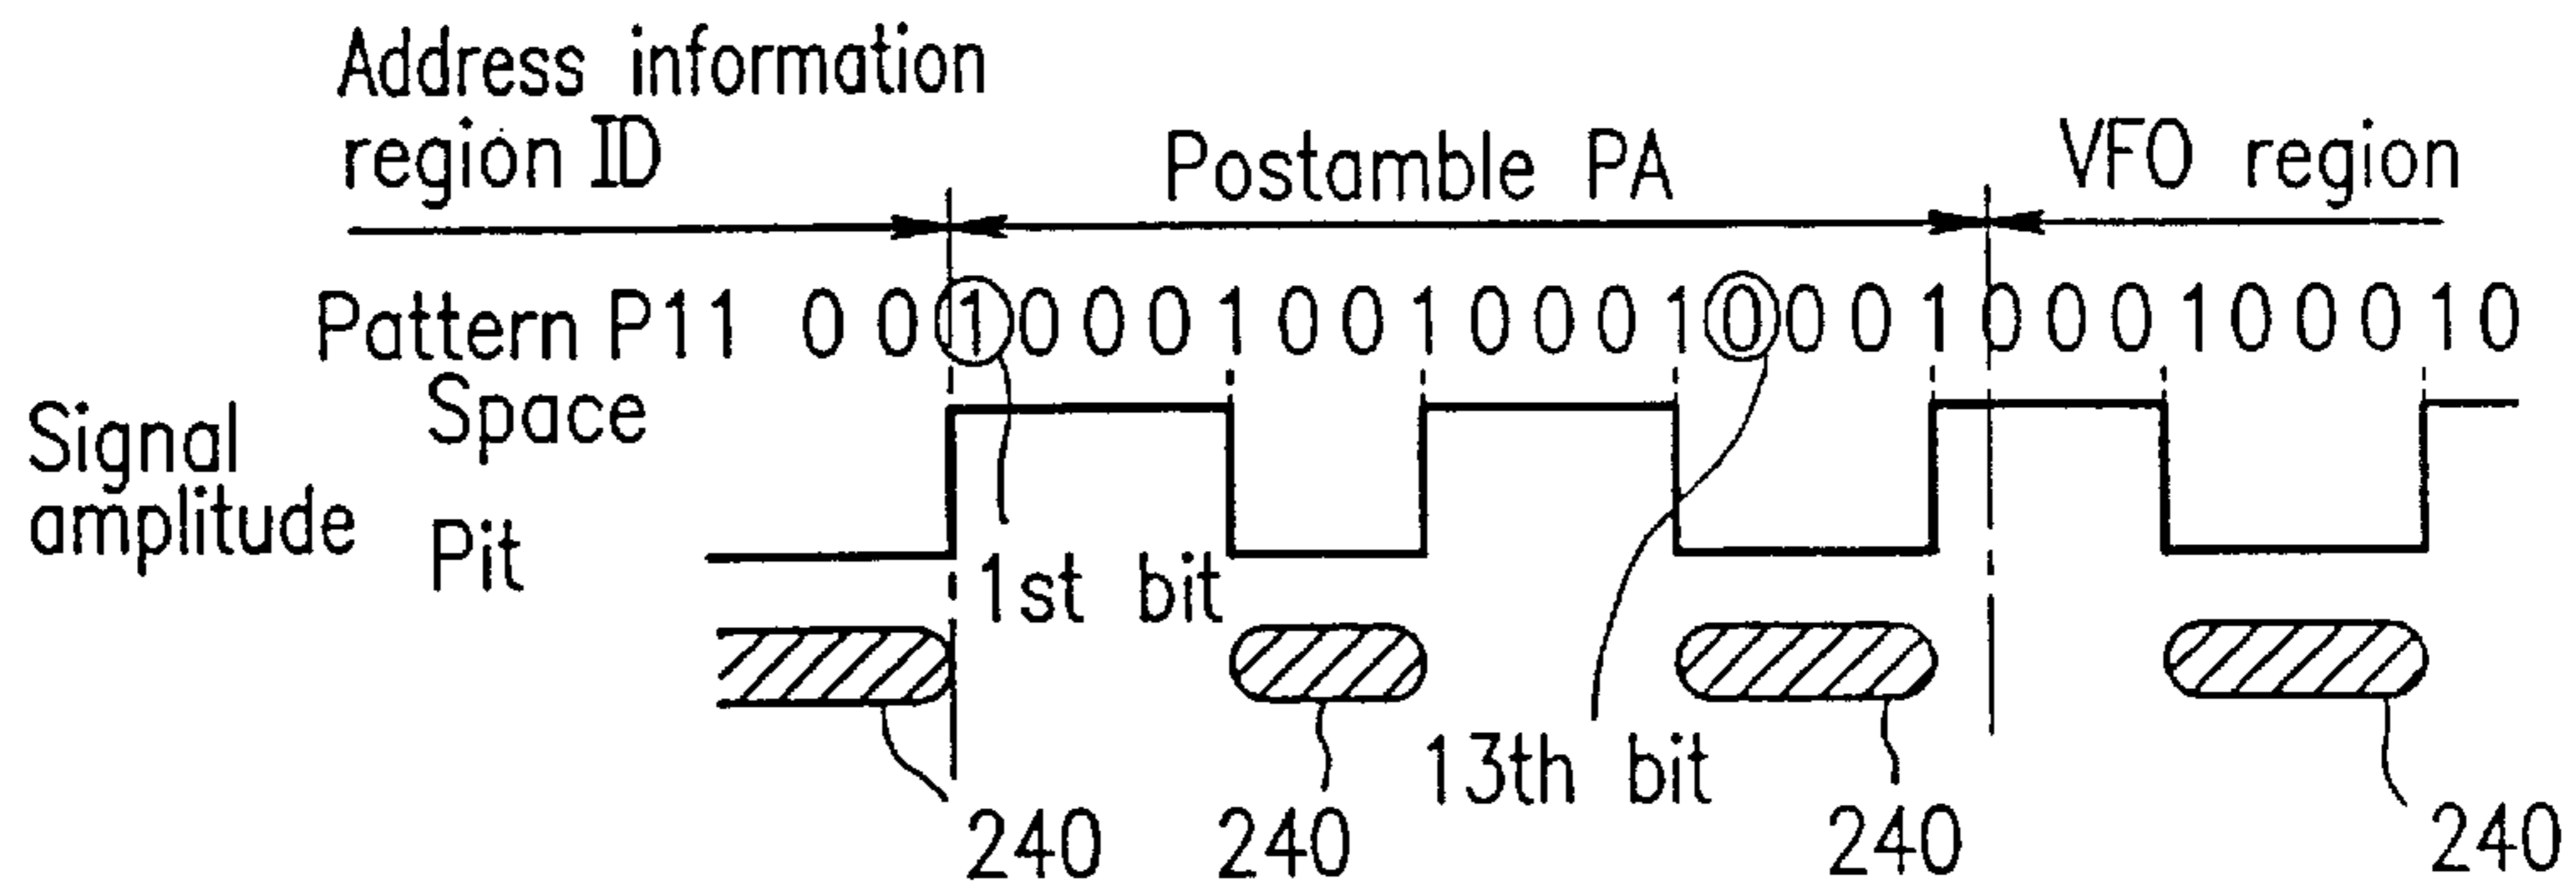 Address information
region ID
Postamble PA
VFO region
Pattern P11 0 0 1 0 0 0 1 0 0 1 0 0 0 1 0 0 0 1 0 0 0 1 0 0 0 1 0
Signal
amplitude
Space
Pit
1st bit
13th bit
240
240
240
240